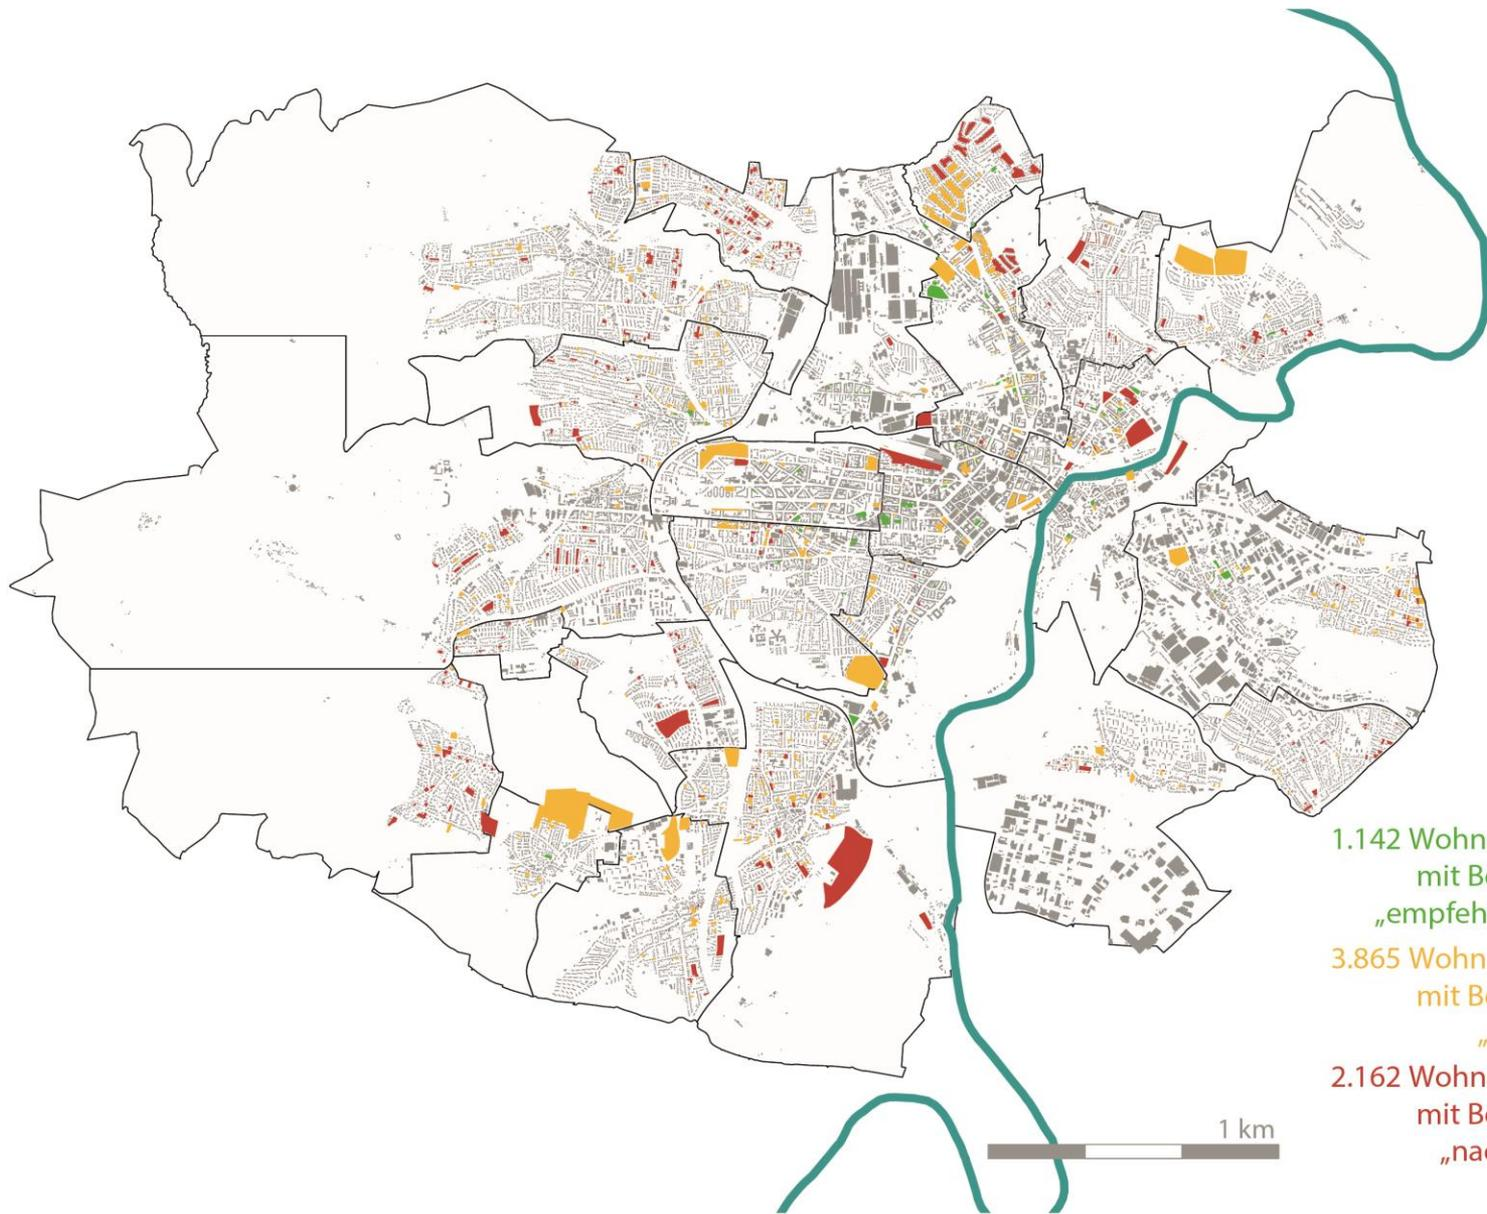 1.142 Wohn
mit Be
„empfeh
3.865 Wohn
mit Be
„
2.162 Wohn
mit Be
„nac
1 km